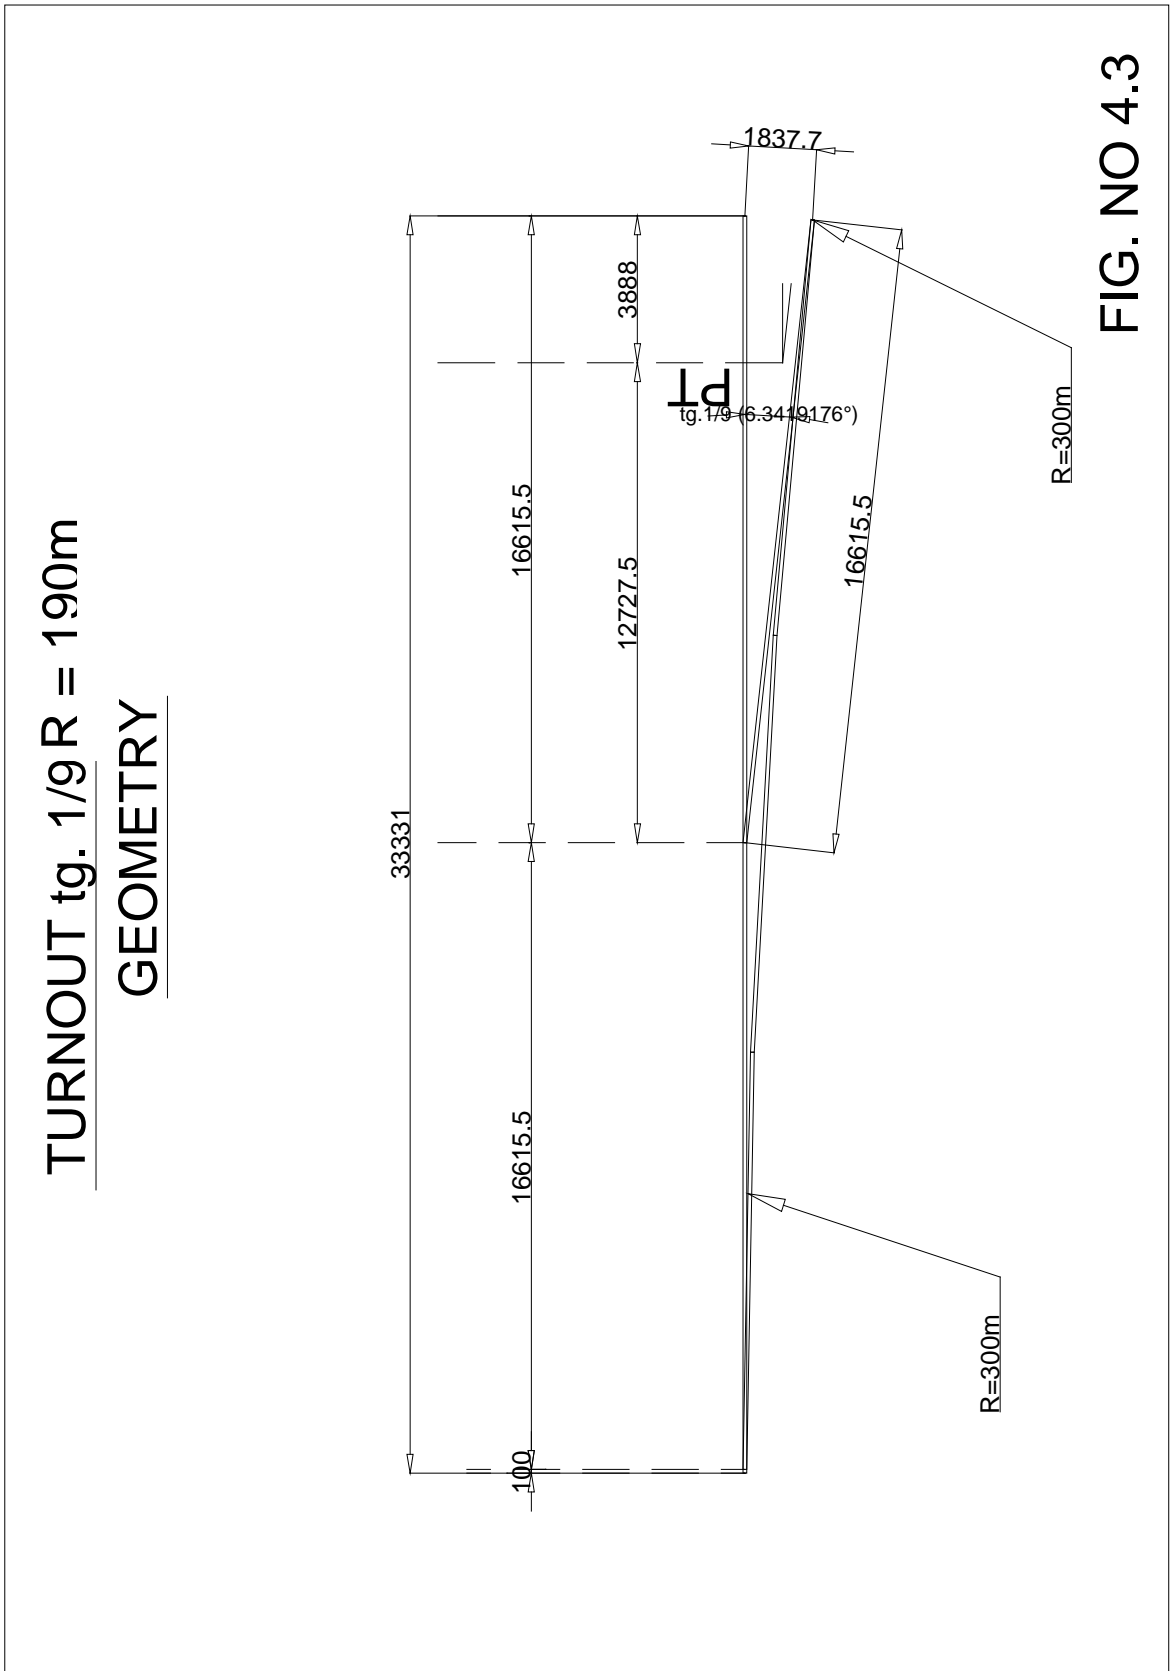 TURNOUT tg. 1/9 R = 190m
GEOMETRY
33331
16615.5
16615.5
100
3888
12727.5
PT
tg.1/9 (6.3419176°)
1837.7
16615.5
R=300m
R=300m
FIG. NO 4.3